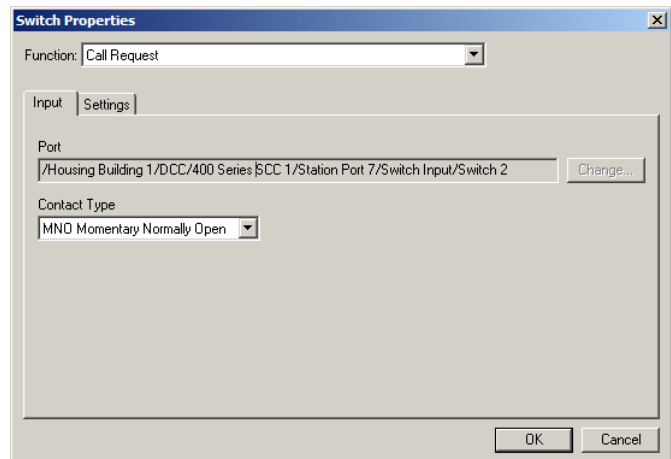 Switch Properties
Function: Call Request
Input Settings
Port
/Housing Building 1/DCC/400 Series SCC 1/Station Port 7/Switch Input/Switch 2 Change...
Contact Type
MNO Momentary Normally Open
OK Cancel